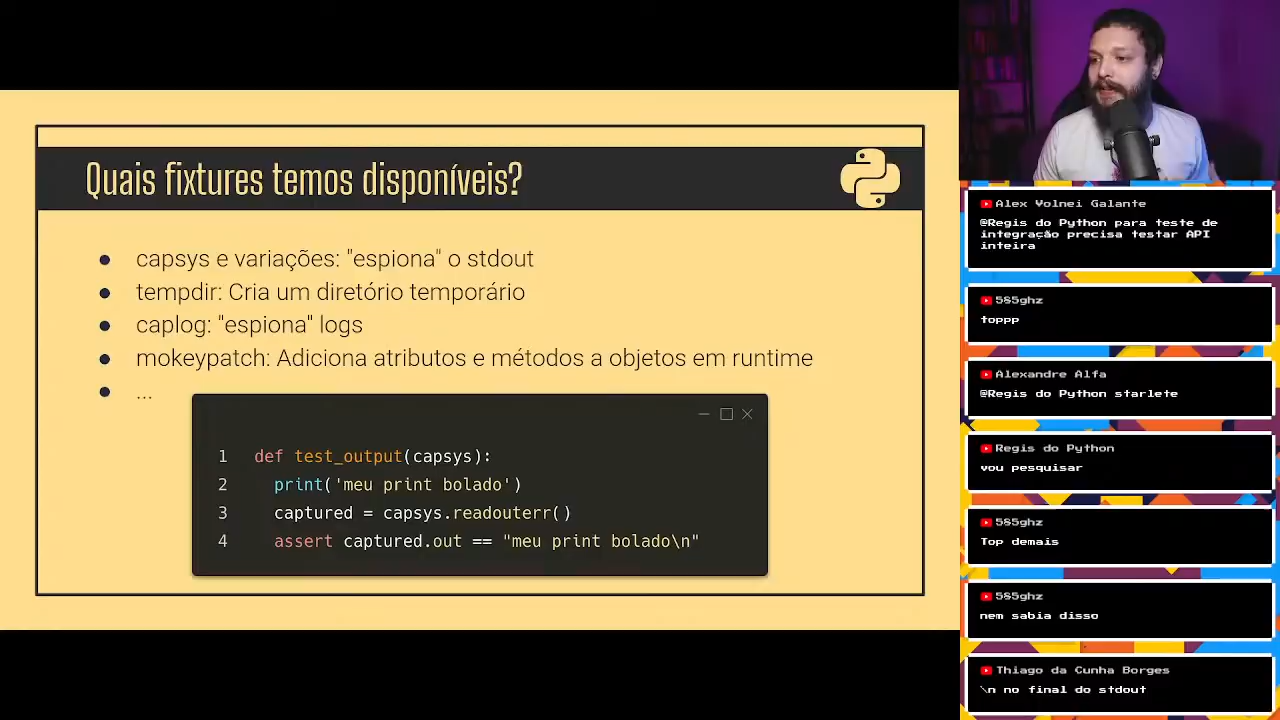 Quais fixtures temos disponíveis?
● capsys e variações: "espiona" o stdout
● tempdir: Cria um diretório temporário
● caplog: "espiona" logs
● mokeypatch: Adiciona atributos e métodos a objetos em runtime
● ...
1 def test_output(capsys):
2 print('meu print bolado')
3 captured = capsys.readouterr()
4 assert captured.out == "meu print bolado\n"
Alex Volnei Galante
@Regis do Python para teste de
integração precisa testar API
inteira
585ghz
toppp
Alexandre Alfa
@Regis do Python starlete
Regis do Python
vou pesquisar
585ghz
Top demais
585ghz
nem sabia disso
Thiago da Cunha Borges
\n no final do stdout